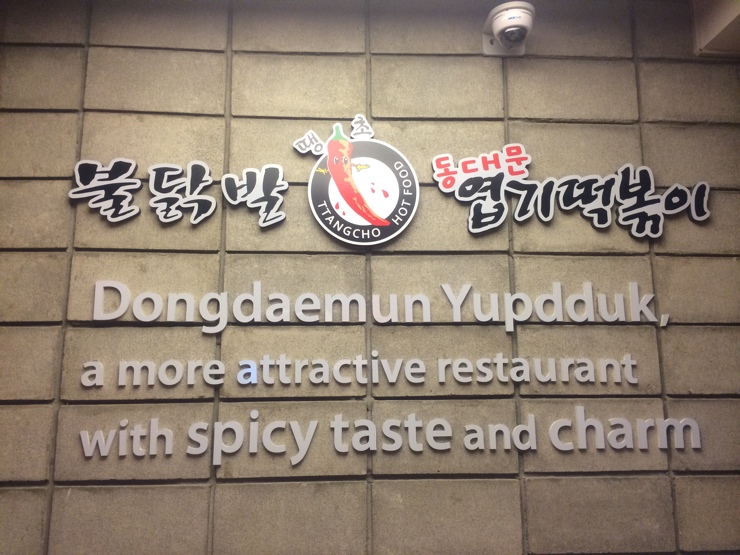 불닭발
땡초
TTANGCHO HOT FOOD
동대문
엽기떡볶이
Dongdaemun Yupdduk,
a more attractive restaurant
with spicy taste and charm